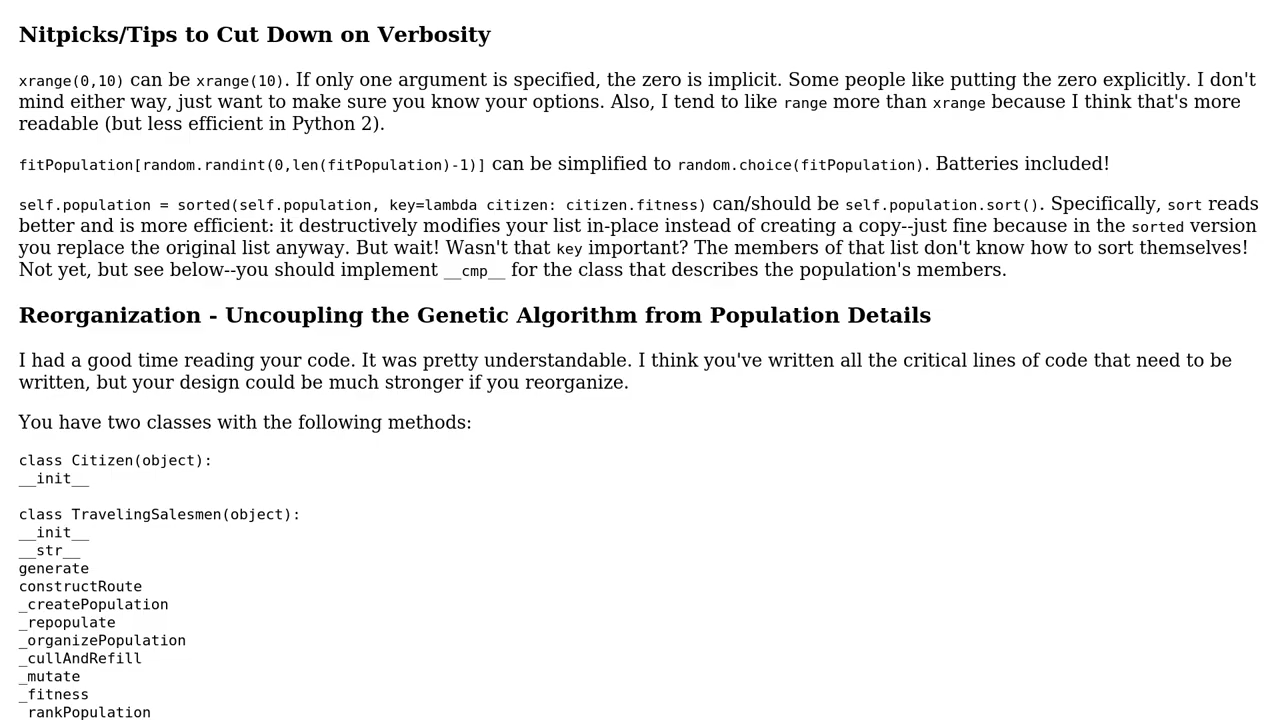 Nitpicks/Tips to Cut Down on Verbosity
xrange(0,10) can be xrange(10). If only one argument is specified, the zero is implicit. Some people like putting the zero explicitly. I don't
mind either way, just want to make sure you know your options. Also, I tend to like range more than xrange because I think that's more
readable (but less efficient in Python 2).
fitPopulation[random.randint(0,len(fitPopulation)-1)] can be simplified to random.choice(fitPopulation). Batteries included!
self.population = sorted(self.population, key=lambda citizen: citizen.fitness) can/should be self.population.sort(). Specifically, sort reads
better and is more efficient: it destructively modifies your list in-place instead of creating a copy--just fine because in the sorted version
you replace the original list anyway. But wait! Wasn't that key important? The members of that list don't know how to sort themselves!
Not yet, but see below--you should implement __cmp__ for the class that describes the population's members.
Reorganization - Uncoupling the Genetic Algorithm from Population Details
I had a good time reading your code. It was pretty understandable. I think you've written all the critical lines of code that need to be
written, but your design could be much stronger if you reorganize.
You have two classes with the following methods:
class Citizen(object):
__init__
class TravelingSalesmen(object):
__init__
__str__
generate
constructRoute
_createPopulation
_repopulate
_organizePopulation
_cullAndRefill
_mutate
_fitness
_rankPopulation